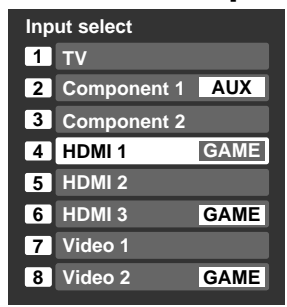 Input select
1 TV
2 Component 1 AUX
3 Component 2
4 HDMI 1 GAME
5 HDMI 2
6 HDMI 3 GAME
7 Video 1
8 Video 2 GAME